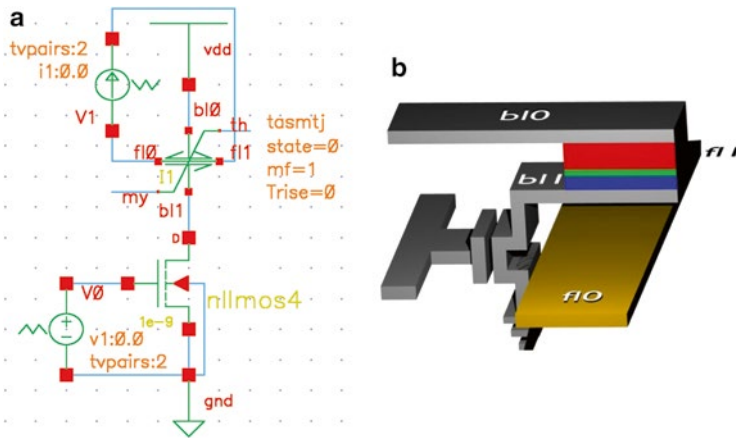 a
tvpairs:2
i1:0.0
V1
vdd
bl0
th
fl0
fl1
I1
my
bl1
tasmtj
state=0
mf=1
Trise=0
D
V0
nllmos4
1e-9
v1:0.0
tvpairs:2
gnd
b
bl0
bl1
fl1
fl0